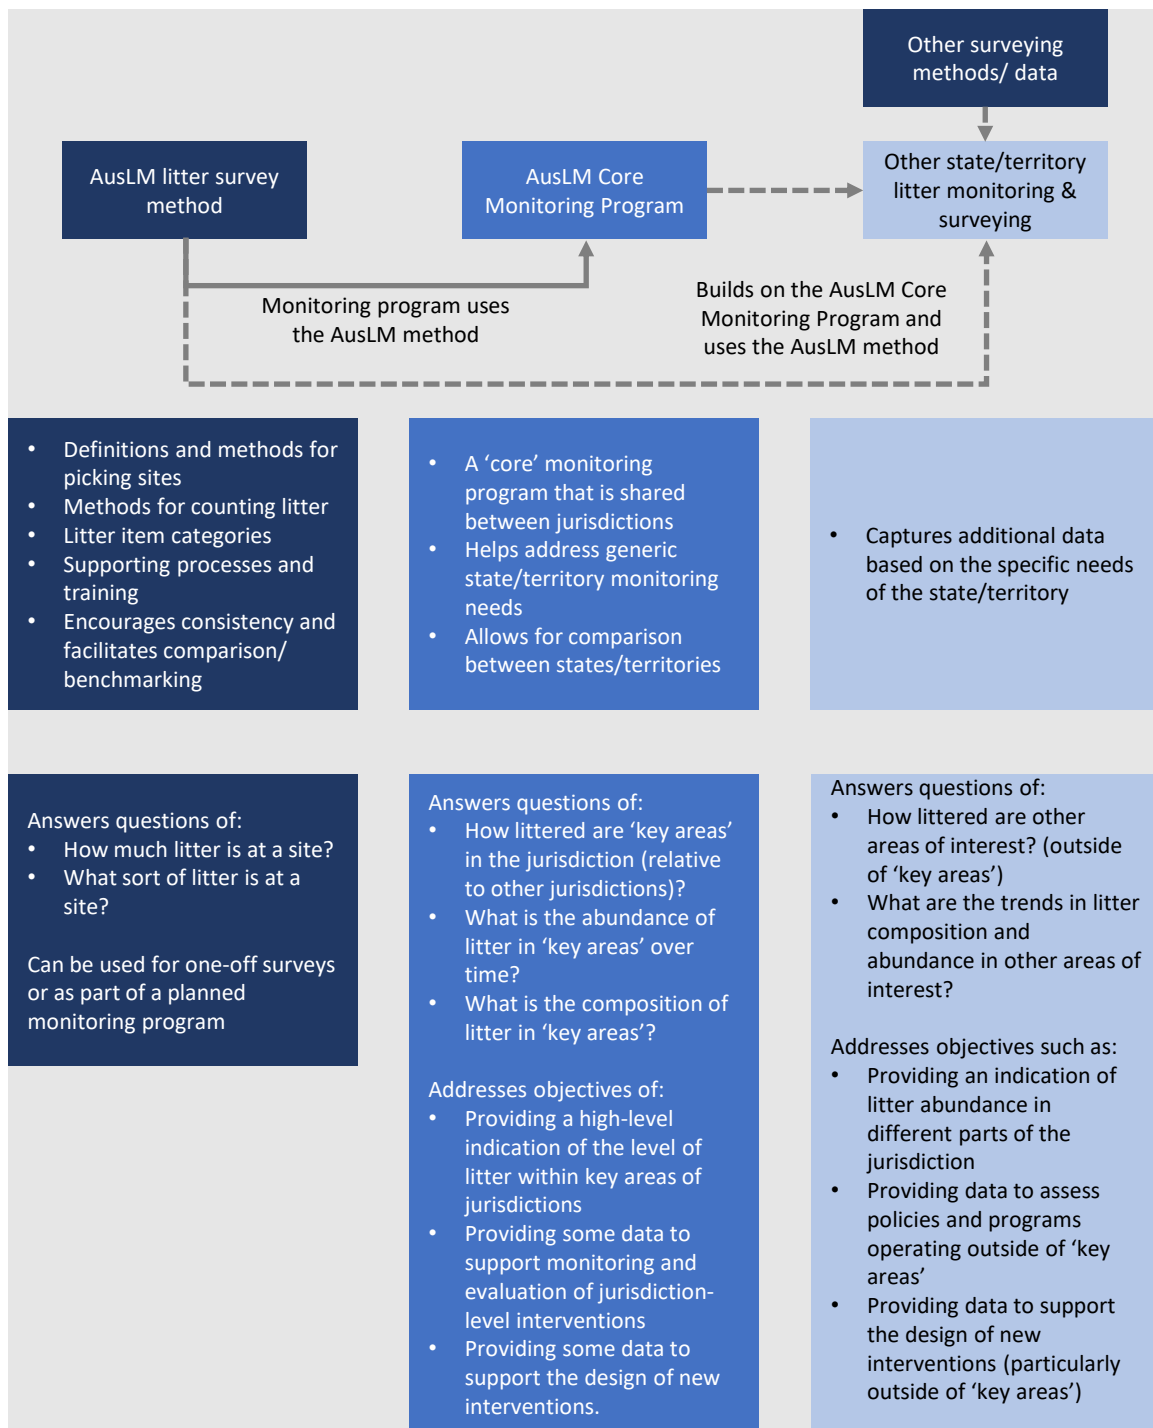 Other surveying
methods/ data
AusLM litter survey
method
AusLM Core
Monitoring Program
Other state/territory
litter monitoring &
surveying
Monitoring program uses
the AusLM method
Builds on the AusLM Core
Monitoring Program and
uses the AusLM method
• Definitions and methods for
picking sites
• Methods for counting litter
• Litter item categories
• Supporting processes and
training
• Encourages consistency and
facilitates comparison/
benchmarking
• A ‘core’ monitoring
program that is shared
between jurisdictions
• Helps address generic
state/territory monitoring
needs
• Allows for comparison
between states/territories
• Captures additional data
based on the specific needs
of the state/territory
Answers questions of:
• How much litter is at a site?
• What sort of litter is at a
site?
Can be used for one-off surveys
or as part of a planned
monitoring program
Answers questions of:
• How littered are ‘key areas’
in the jurisdiction (relative
to other jurisdictions)?
• What is the abundance of
litter in ‘key areas’ over
time?
• What is the composition of
litter in ‘key areas’?
Addresses objectives of:
• Providing a high-level
indication of the level of
litter within key areas of
jurisdictions
• Providing some data to
support monitoring and
evaluation of jurisdiction-
level interventions
• Providing some data to
support the design of new
interventions.
Answers questions of:
• How littered are other
areas of interest? (outside
of ‘key areas’)
• What are the trends in litter
composition and
abundance in other areas of
interest?
Addresses objectives such as:
• Providing an indication of
litter abundance in
different parts of the
jurisdiction
• Providing data to assess
policies and programs
operating outside of ‘key
areas’
• Providing data to support
the design of new
interventions (particularly
outside of ‘key areas’)